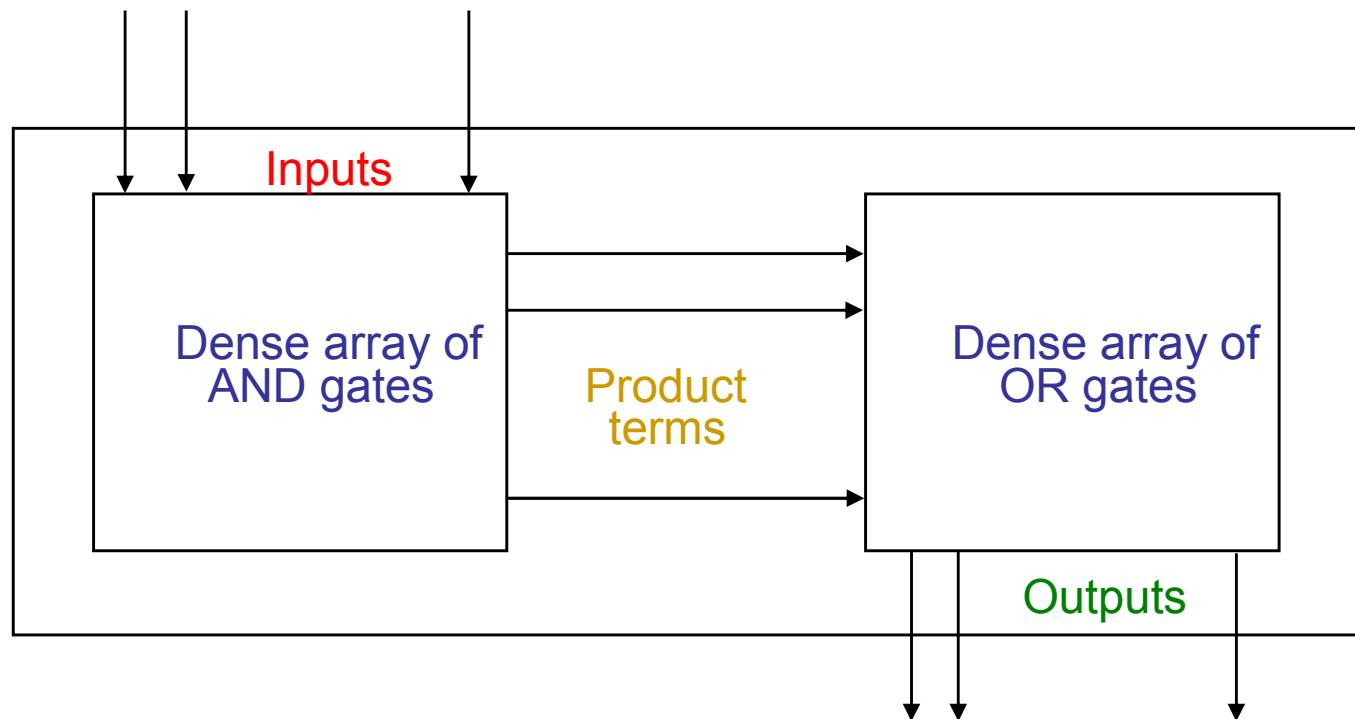 Inputs
Dense array of
AND gates
Product
terms
Dense array of
OR gates
Outputs